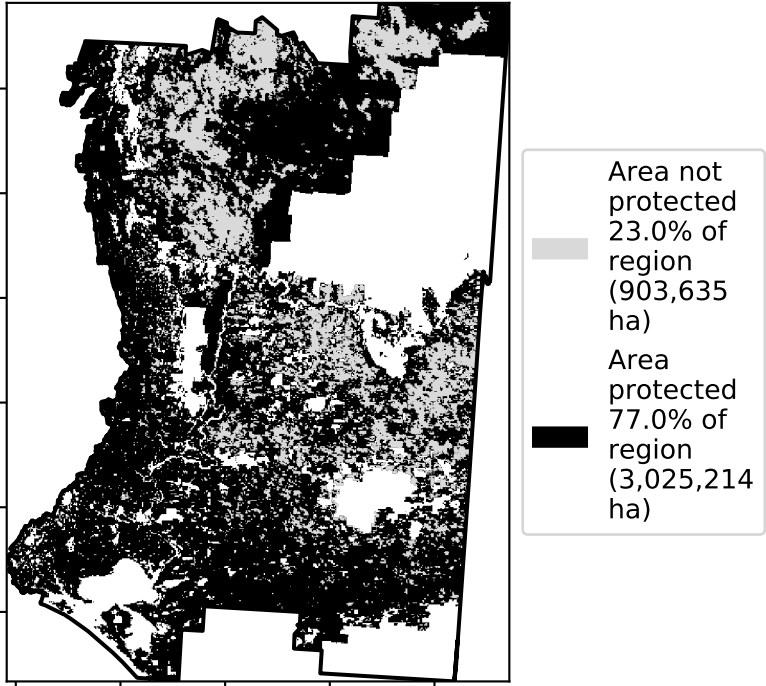 Area not
protected
23.0% of
region
(903,635
ha)
Area
protected
77.0% of
region
(3,025,214
ha)